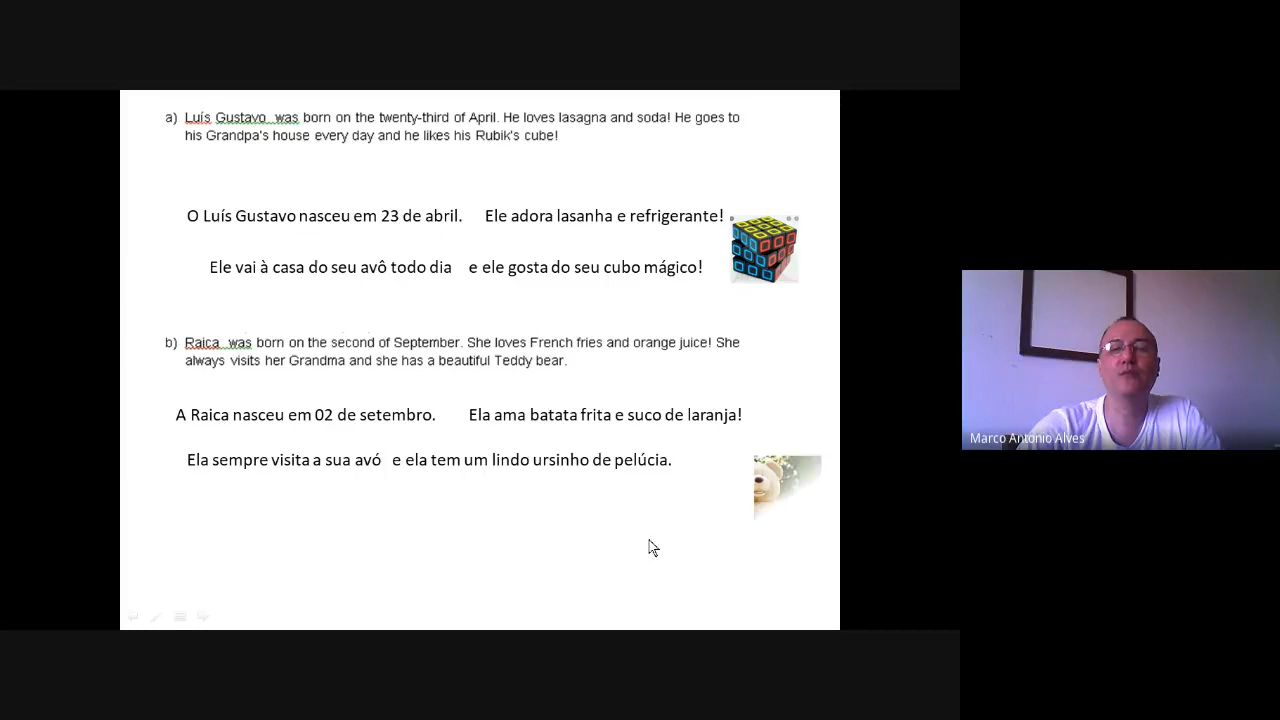 a) Luís Gustavo was born on the twenty-third of April. He loves lasagna and soda! He goes to
his Grandpa's house every day and he likes his Rubik's cube!
O Luís Gustavo nasceu em 23 de abril. Ele adora lasanha e refrigerante!
Ele vai à casa do seu avô todo dia e ele gosta do seu cubo mágico!
b) Raica was born on the second of September. She loves French fries and orange juice! She
always visits her Grandma and she has a beautiful Teddy bear.
A Raica nasceu em 02 de setembro. Ela ama batata frita e suco de laranja!
Ela sempre visita a sua avó e ela tem um lindo ursinho de pelúcia.
Marco Antonio Alves